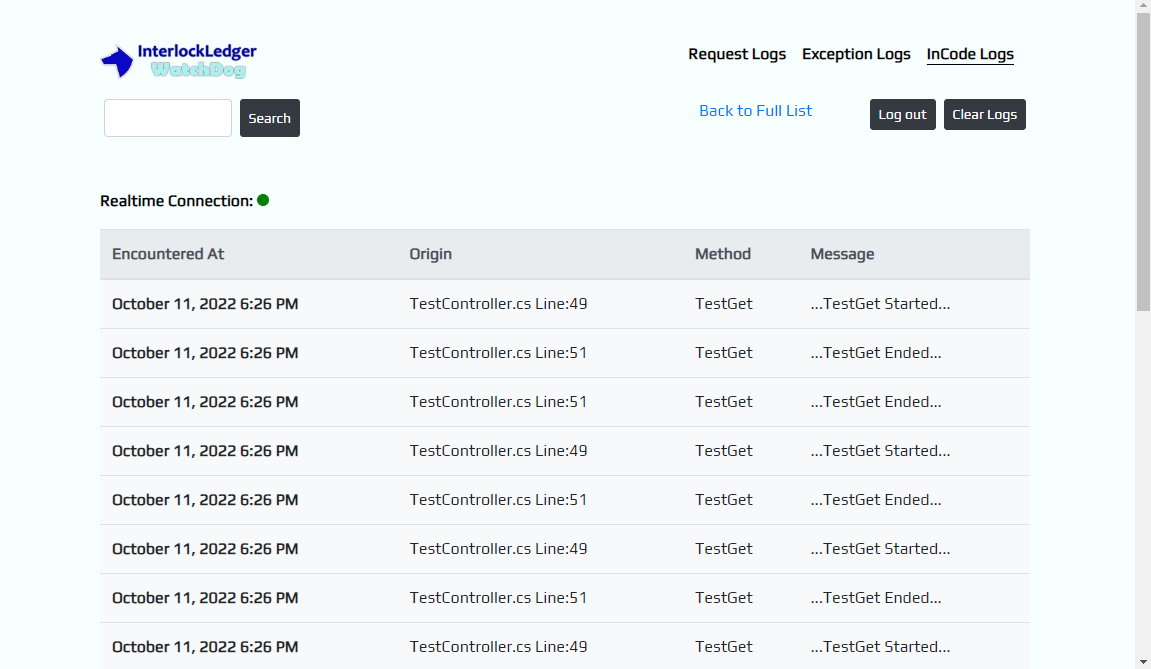 InterlockLedger
WatchDog
Request Logs Exception Logs InCode Logs
Search
Back to Full List
Log out Clear Logs
Realtime Connection:
Encountered At Origin Method Message
October 11, 2022 6:26 PM TestController.cs Line:49 TestGet ...TestGet Started...
October 11, 2022 6:26 PM TestController.cs Line:51 TestGet ...TestGet Ended...
October 11, 2022 6:26 PM TestController.cs Line:51 TestGet ...TestGet Ended...
October 11, 2022 6:26 PM TestController.cs Line:49 TestGet ...TestGet Started...
October 11, 2022 6:26 PM TestController.cs Line:51 TestGet ...TestGet Ended...
October 11, 2022 6:26 PM TestController.cs Line:49 TestGet ...TestGet Started...
October 11, 2022 6:26 PM TestController.cs Line:51 TestGet ...TestGet Ended...
October 11, 2022 6:26 PM TestController.cs Line:49 TestGet ...TestGet Started...